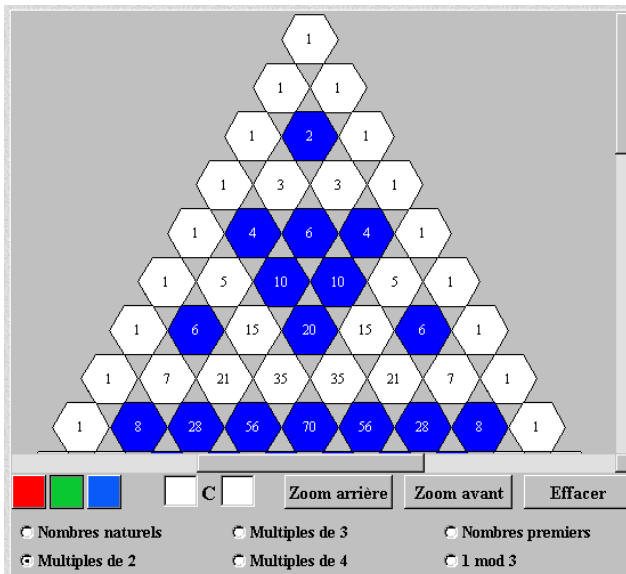 1
1 1
1 2 1
1 3 3 1
1 4 6 4 1
1 5 10 10 5 1
1 6 15 20 15 6 1
1 7 21 35 35 21 7 1
1 8 28 56 70 56 28 8 1
C Zoom arrière Zoom avant Effacer
Nombres naturels Multiples de 3 Nombres premiers
Multiples de 2 Multiples de 4 1 mod 3